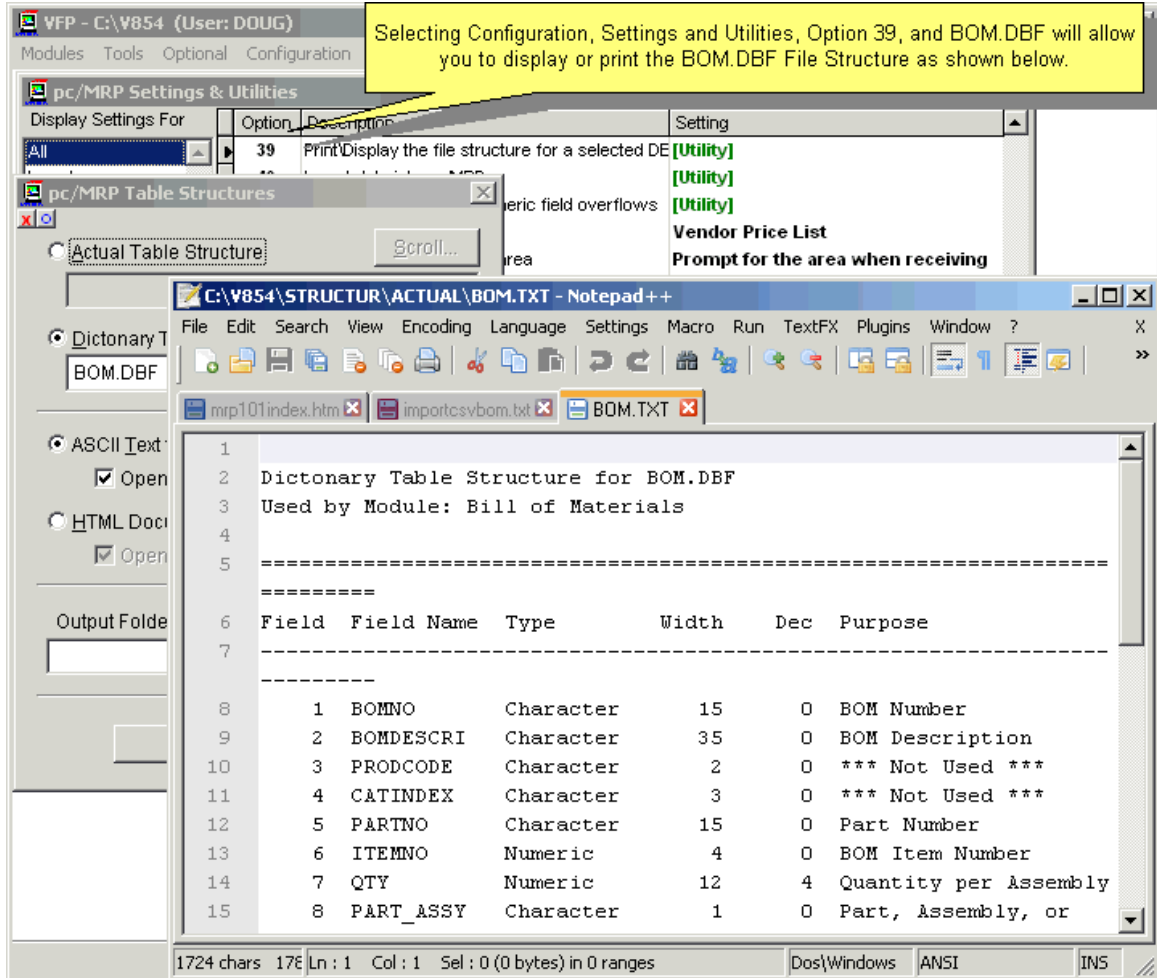 VFP - C:\V854 (User: DOUG)
Modules Tools Optional Configuration
Selecting Configuration, Settings and Utilities, Option 39, and BOM.DBF will allow
you to display or print the BOM.DBF File Structure as shown below.
pc/MRP Settings & Utilities
Display Settings For
Option Description Setting
All
39 Print\Display the file structure for a selected DB [Utility]
[Utility]
eric field overflows [Utility]
Vendor Price List
rea Prompt for the area when receiving
pc/MRP Table Structures
Actual Table Structure
Scroll...
Dictonary T
BOM.DBF
ASCII Text
Open
HTML Docu
Open
Output Folde
C:\V854\STRUCTUR\ACTUAL\BOM.TXT - Notepad++
File Edit Search View Encoding Language Settings Macro Run TextFX Plugins Window ? X
mrp101index.htm importcsvbom.txt BOM.TXT
1
2 Dictonary Table Structure for BOM.DBF
3 Used by Module: Bill of Materials
4
5 ==================================================================
=========
6 Field Field Name Type Width Dec Purpose
7 ------------------------------------------------------------------
---------
8 1 BOMNO Character 15 0 BOM Number
9 2 BOMDESCRI Character 35 0 BOM Description
10 3 PRODCODE Character 2 0 *** Not Used ***
11 4 CATINDEX Character 3 0 *** Not Used ***
12 5 PARTNO Character 15 0 Part Number
13 6 ITEMNO Numeric 4 0 BOM Item Number
14 7 QTY Numeric 12 4 Quantity per Assembly
15 8 PART_ASSY Character 1 0 Part, Assembly, or
1724 chars 178 Ln : 1 Col : 1 Sel : 0 (0 bytes) in 0 ranges Dos\Windows ANSI INS